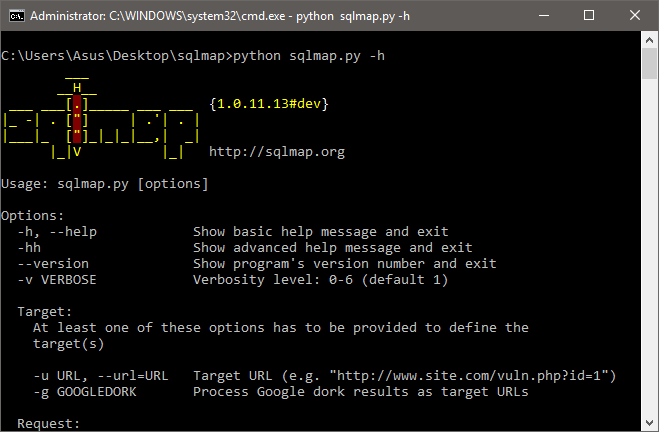 Administrator: C:\WINDOWS\system32\cmd.exe - python  sqlmap.py -h
C:\Users\Asus\Desktop\sqlmap>python sqlmap.py -h
        ___
       __H__
 ___ ___[.]_____ ___ ___  {1.0.11.13#dev}
|_ -| . ["]     | .'| . |
|___|_  ["]_|_|_|__,|  _|
      |_|V          |_|   http://sqlmap.org
Usage: sqlmap.py [options]
Options:
  -h, --help            Show basic help message and exit
  -hh                   Show advanced help message and exit
  --version             Show program's version number and exit
  -v VERBOSE            Verbosity level: 0-6 (default 1)
  Target:
    At least one of these options has to be provided to define the
    target(s)
    -u URL, --url=URL   Target URL (e.g. "http://www.site.com/vuln.php?id=1")
    -g GOOGLEDORK       Process Google dork results as target URLs
  Request: